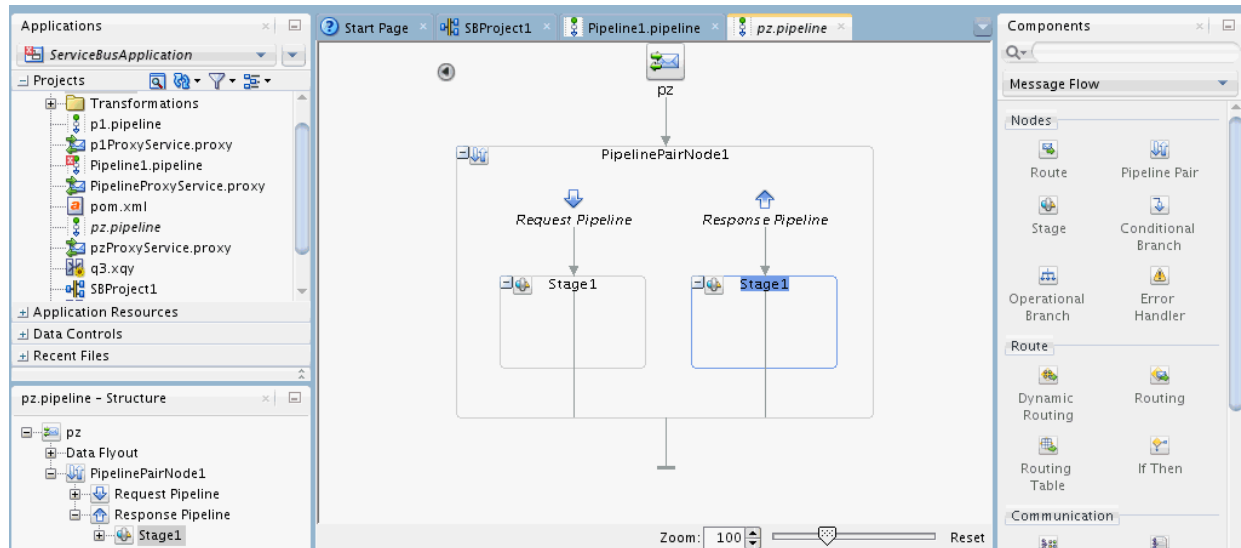 Applications
ServiceBusApplication
Projects
Transformations
p1.pipeline
p1ProxyService.proxy
Pipeline1.pipeline
PipelineProxyService.proxy
pom.xml
pz.pipeline
pzProxyService.proxy
q3.xqy
SBProject1
Application Resources
Data Controls
Recent Files
pz.pipeline - Structure
pz
Data Flyout
PipelinePairNode1
Request Pipeline
Response Pipeline
Stage1
Start Page
SBProject1
Pipeline1.pipeline
pz.pipeline
pz
PipelinePairNode1
Request Pipeline
Response Pipeline
Stage1
Stage1
Zoom: 100
Reset
Components
Message Flow
Nodes
Route
Pipeline Pair
Stage
Conditional
Branch
Operational
Branch
Error
Handler
Route
Dynamic
Routing
Routing
Routing
Table
If Then
Communication